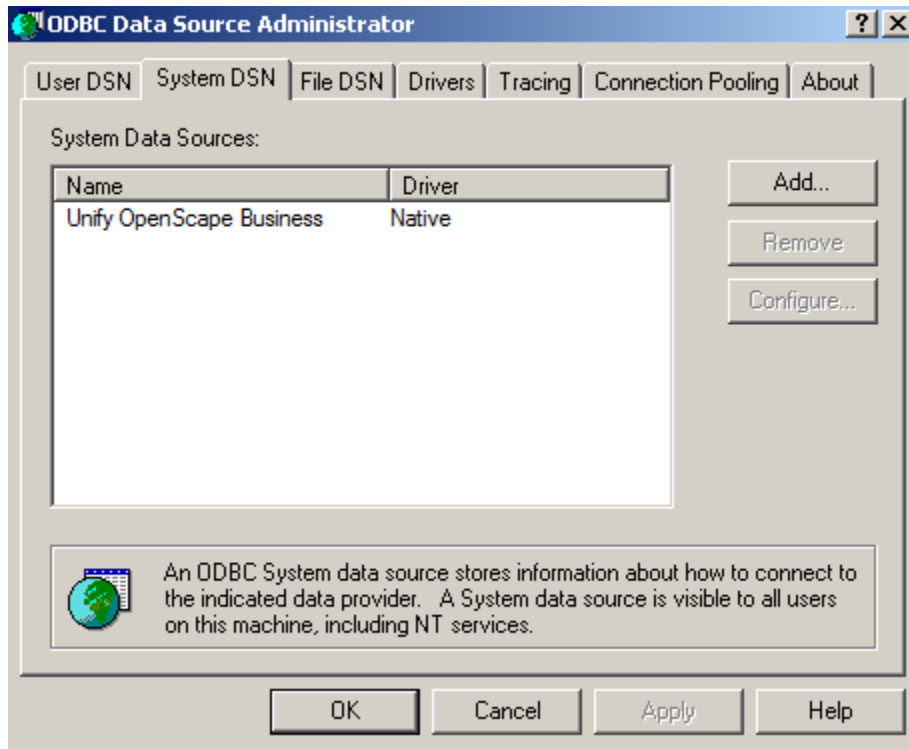 ODBC Data Source Administrator
User DSN System DSN File DSN Drivers Tracing Connection Pooling About
System Data Sources:
Name Driver
Unify OpenScape Business Native
Add...
Remove
Configure...
An ODBC System data source stores information about how to connect to
the indicated data provider. A System data source is visible to all users
on this machine, including NT services.
OK Cancel Apply Help